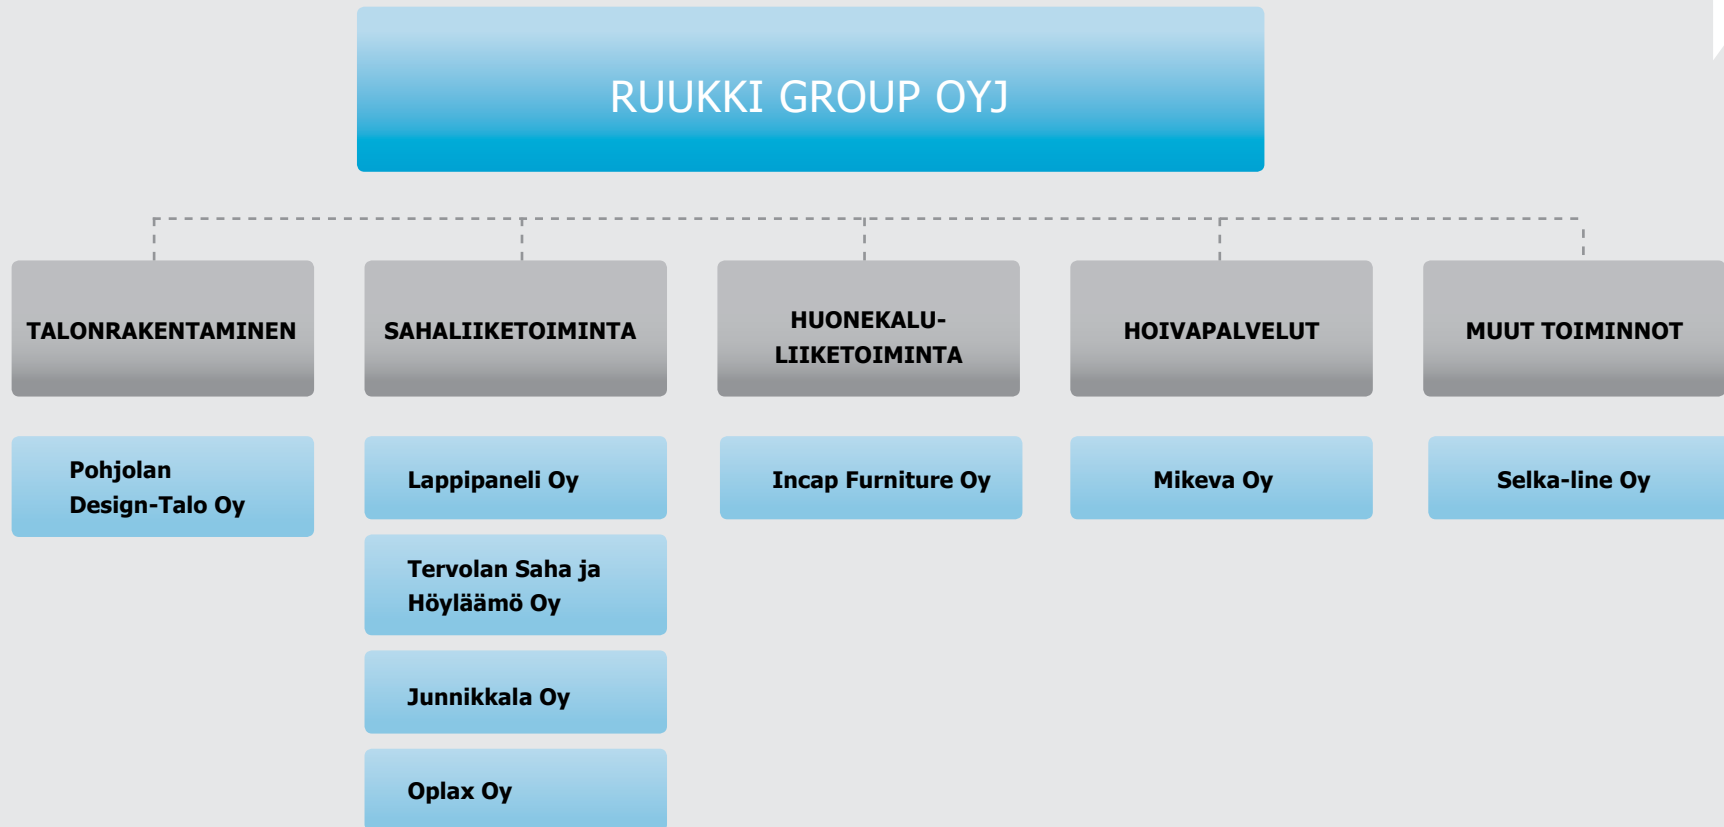 RUUKKI GROUP OYJ
TALONRAKENTAMINEN
SAHALIIKETOIMINTA
HUONEKALU-
LIIKETOIMINTA
HOIVAPALVELUT
MUUT TOIMINNOT
Pohjolan
Design-Talo Oy
Lappipaneli Oy
Tervolan Saha ja
Höyläämö Oy
Junnikkala Oy
Oplax Oy
Incap Furniture Oy
Mikeva Oy
Selka-line Oy